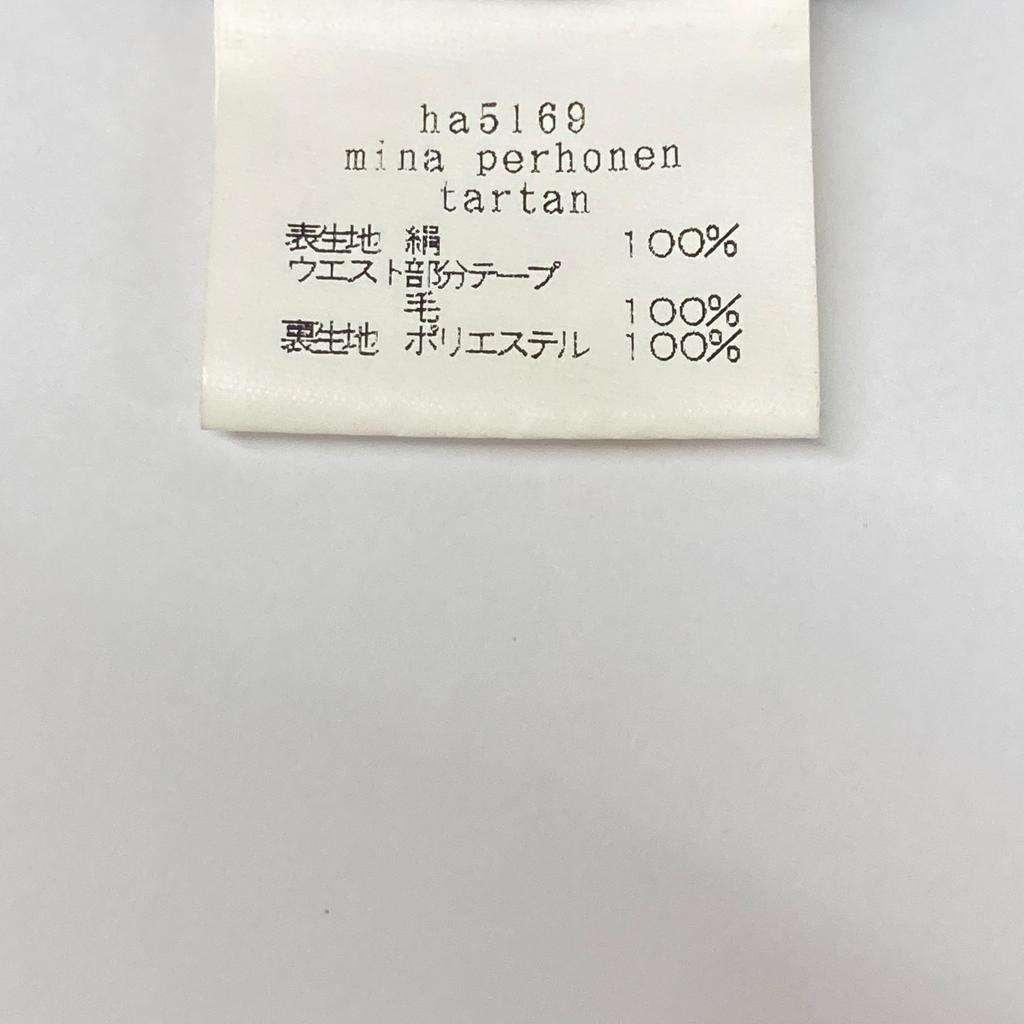 ha5169
mina perhonen
tartan
表生地 絹 100%
ウエスト部分テープ
毛 100%
裏生地 ポリエステル 100%